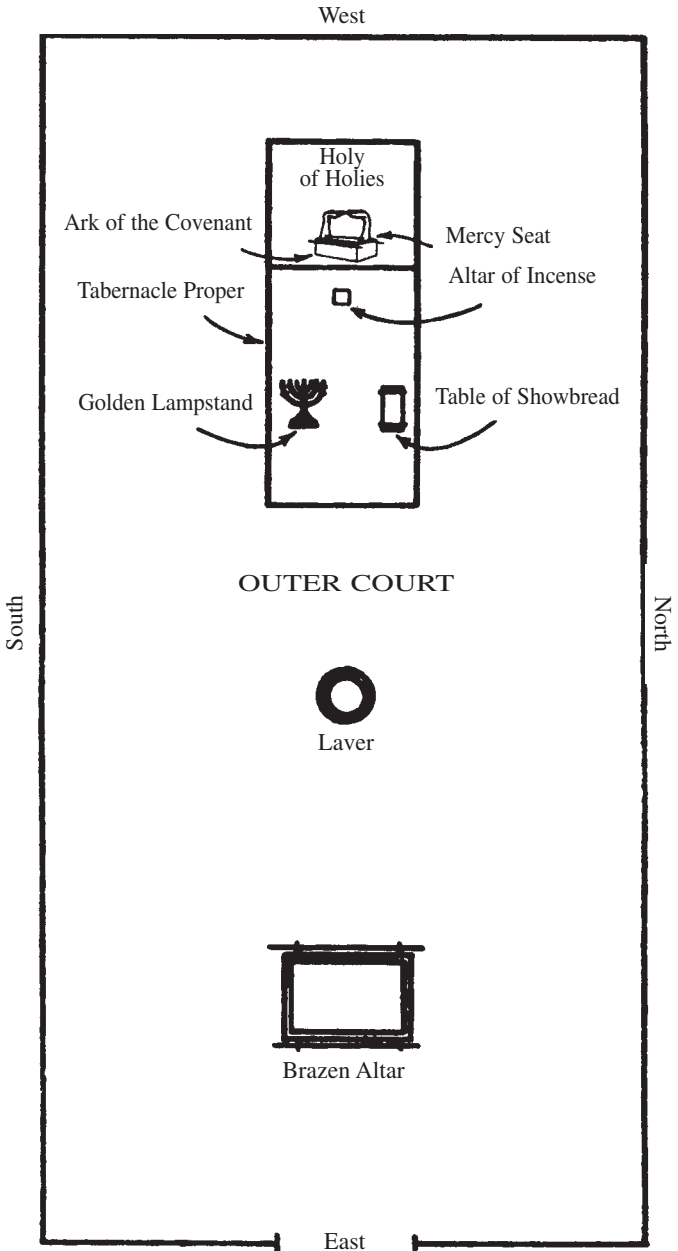 West
Holy
of Holies
Ark of the Covenant
Mercy Seat
Altar of Incense
Tabernacle Proper
Golden Lampstand
Table of Showbread
OUTER COURT
South
North
Laver
Brazen Altar
East